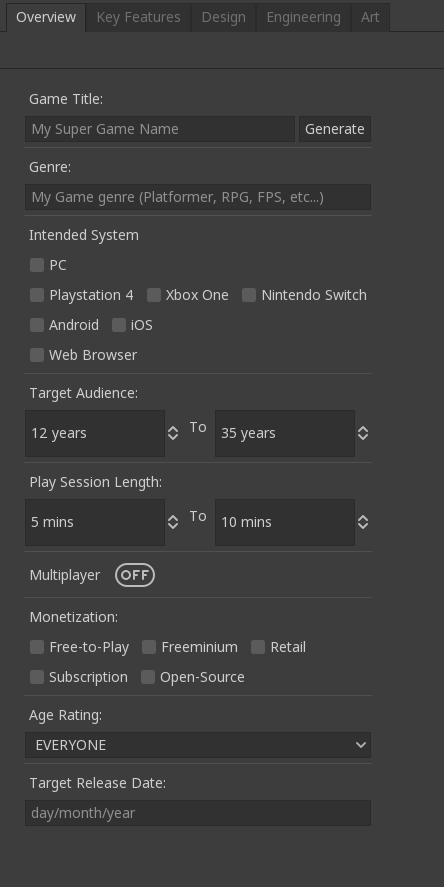 Overview Key Features Design Engineering Art
Game Title:
My Super Game Name Generate
Genre:
My Game genre (Platformer, RPG, FPS, etc...)
Intended System
PC
Playstation 4 Xbox One Nintendo Switch
Android iOS
Web Browser
Target Audience:
12 years To 35 years
Play Session Length:
5 mins To 10 mins
Multiplayer OFF
Monetization:
Free-to-Play Freeminium Retail
Subscription Open-Source
Age Rating:
EVERYONE
Target Release Date:
day/month/year